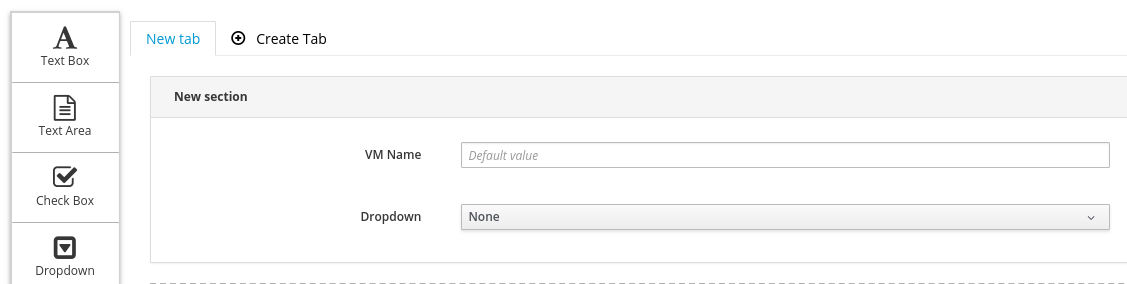 Text Box
Text Area
Check Box
Dropdown
New tab
Create Tab
New section
VM Name
Default value
Dropdown
None